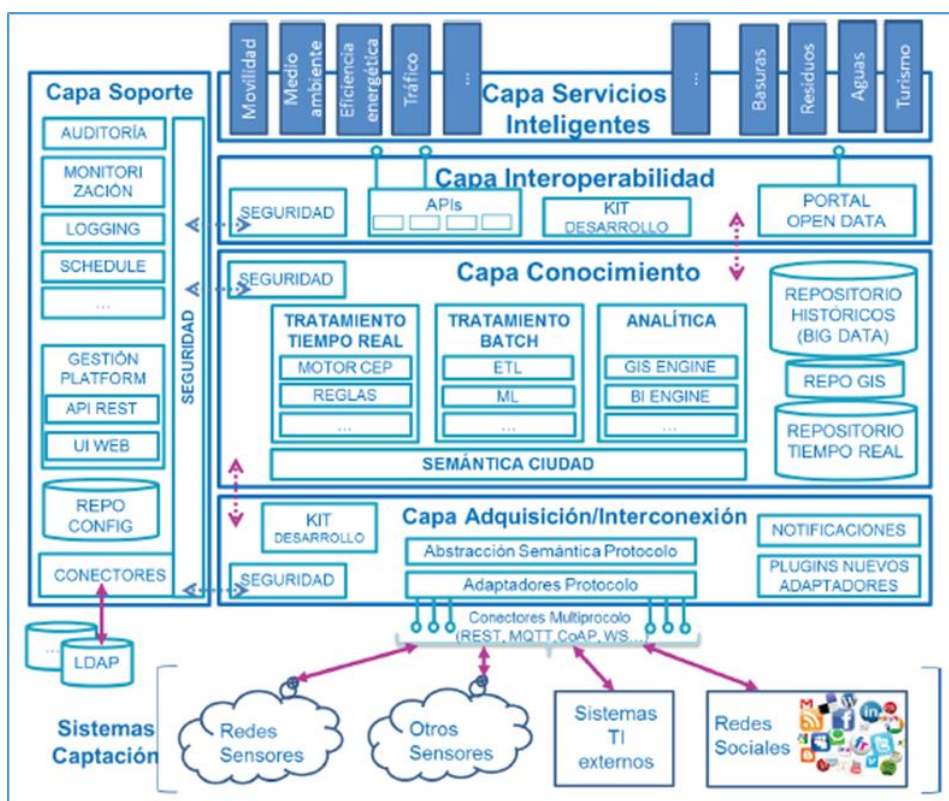 Movilidad
Medio
ambiente
Eficiencia
energética
Tráfico
...
...
Basuras
Residuos
Aguas
Turismo
Capa Servicios
Inteligentes
Capa Soporte
AUDITORÍA
MONITORI
ZACIÓN
LOGGING
SCHEDULE
...
GESTIÓN
PLATFORM
API REST
UI WEB
REPO
CONFIG
CONECTORES
SEGURIDAD
...
LDAP
Capa Interoperabilidad
SEGURIDAD
APIs
KIT
DESARROLLO
PORTAL
OPEN DATA
Capa Conocimiento
SEGURIDAD
TRATAMIENTO
TIEMPO REAL
MOTOR CEP
REGLAS
...
TRATAMIENTO
BATCH
ETL
ML
...
ANALÍTICA
GIS ENGINE
BI ENGINE
...
SEMÁNTICA CIUDAD
REPOSITORIO
HISTÓRICOS
(BIG DATA)
REPO GIS
REPOSITORIO
TIEMPO REAL
Capa Adquisición/Interconexión
KIT
DESARROLLO
SEGURIDAD
Abstracción Semántica Protocolo
Adaptadores Protocolo
NOTIFICACIONES
PLUGINS NUEVOS
ADAPTADORES
Conectores Multiprocolo
(REST, MQTT,CoAP, WS...)
Sistemas
Captación
Redes
Sensores
Otros
Sensores
Sistemas
TI
externos
Redes
Sociales